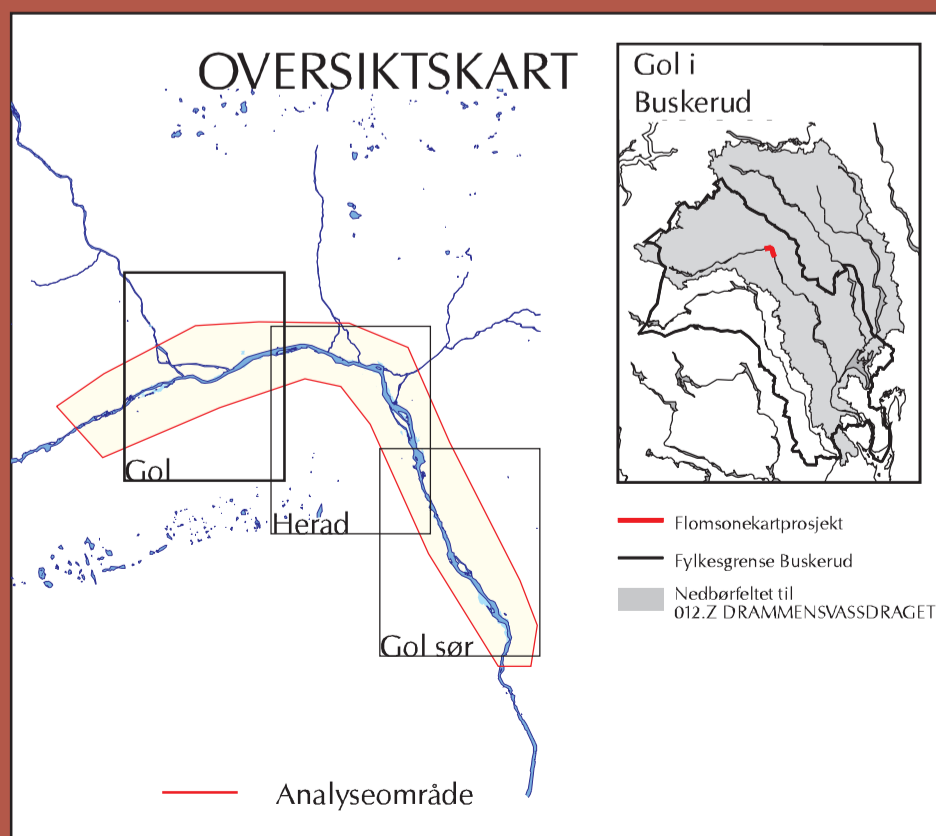 OVERSIKTSKART
Gol
Herad
Gol sør
Analyseområde
Gol i
Buskerud
Flomsonekartprosjekt
Fylkesgrense Buskerud
Nedbørfeltet til
012.Z DRAMMENSVASSDRAGET